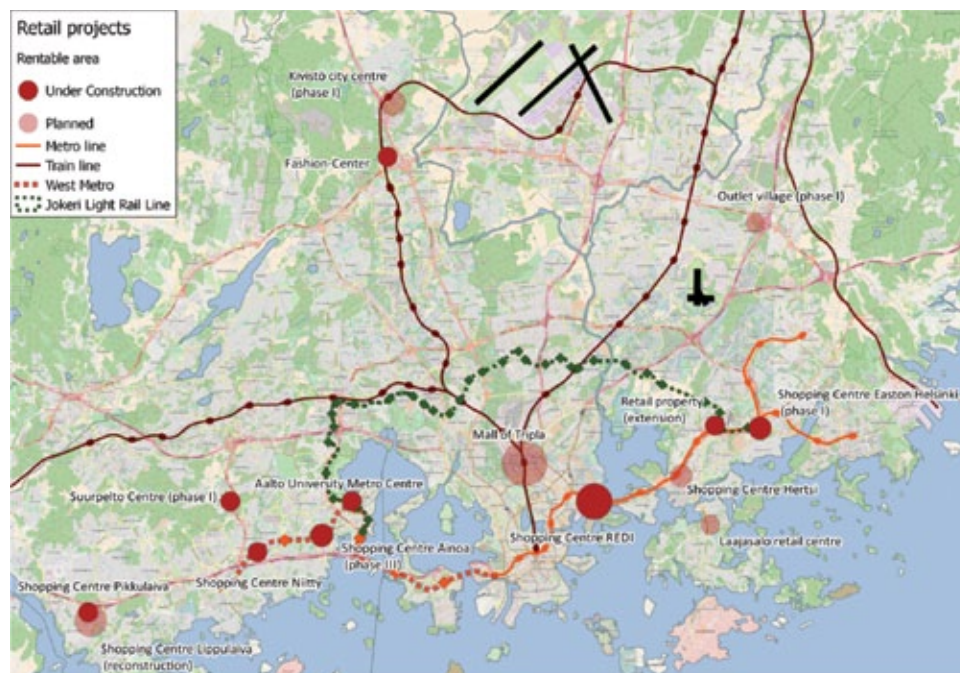 Retail projects
Rentable area
Under Construction
Planned
Metro line
Train line
West Metro
Jokeri Light Rail Line
Kivistö city centre
(phase I)
Fashion-Center
Outlet village (phase I)
Retail property
(extension)
Shopping Centre Easton Helsinki
(phase I)
Mall of Tripla
Suurpelto Centre (phase I)
Aalto University Metro Centre
Shopping Centre Hertsi
Shopping Centre REDI
Laajasalo retail centre
Shopping Centre Ainoa
(phase III)
Shopping Centre Niitty
Shopping Centre Pikkulaiva
Shopping Centre Lippulaiva
(reconstruction)